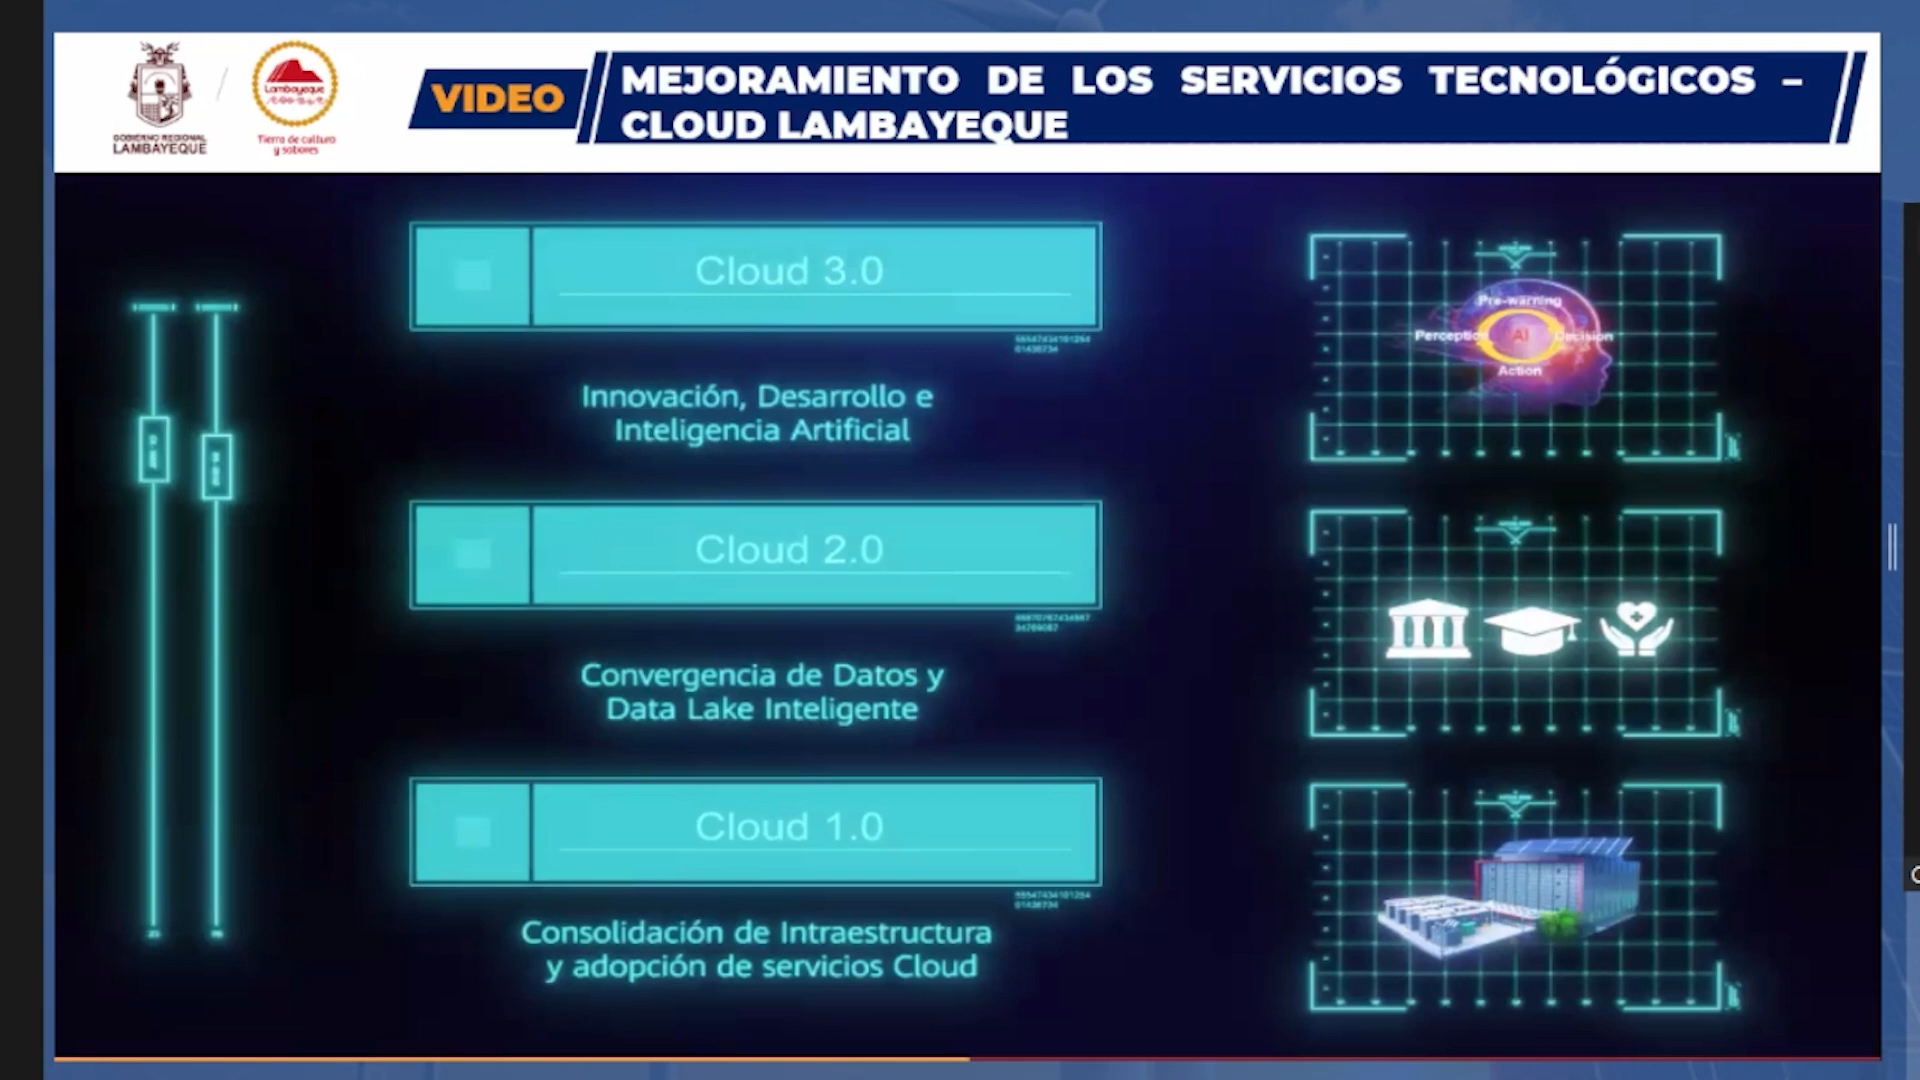 GOBIERNO REGIONAL
LAMBAYEQUE
Lambayeque
Tierra de cultura
y sabores
VIDEO
MEJORAMIENTO DE LOS SERVICIOS TECNOLÓGICOS –
CLOUD LAMBAYEQUE
Cloud 3.0
Innovación, Desarrollo e
Inteligencia Artificial
Pre-warning
Perception AI Decision
Action
Cloud 2.0
Convergencia de Datos y
Data Lake Inteligente
Cloud 1.0
Consolidación de Intraestructura
y adopción de servicios Cloud